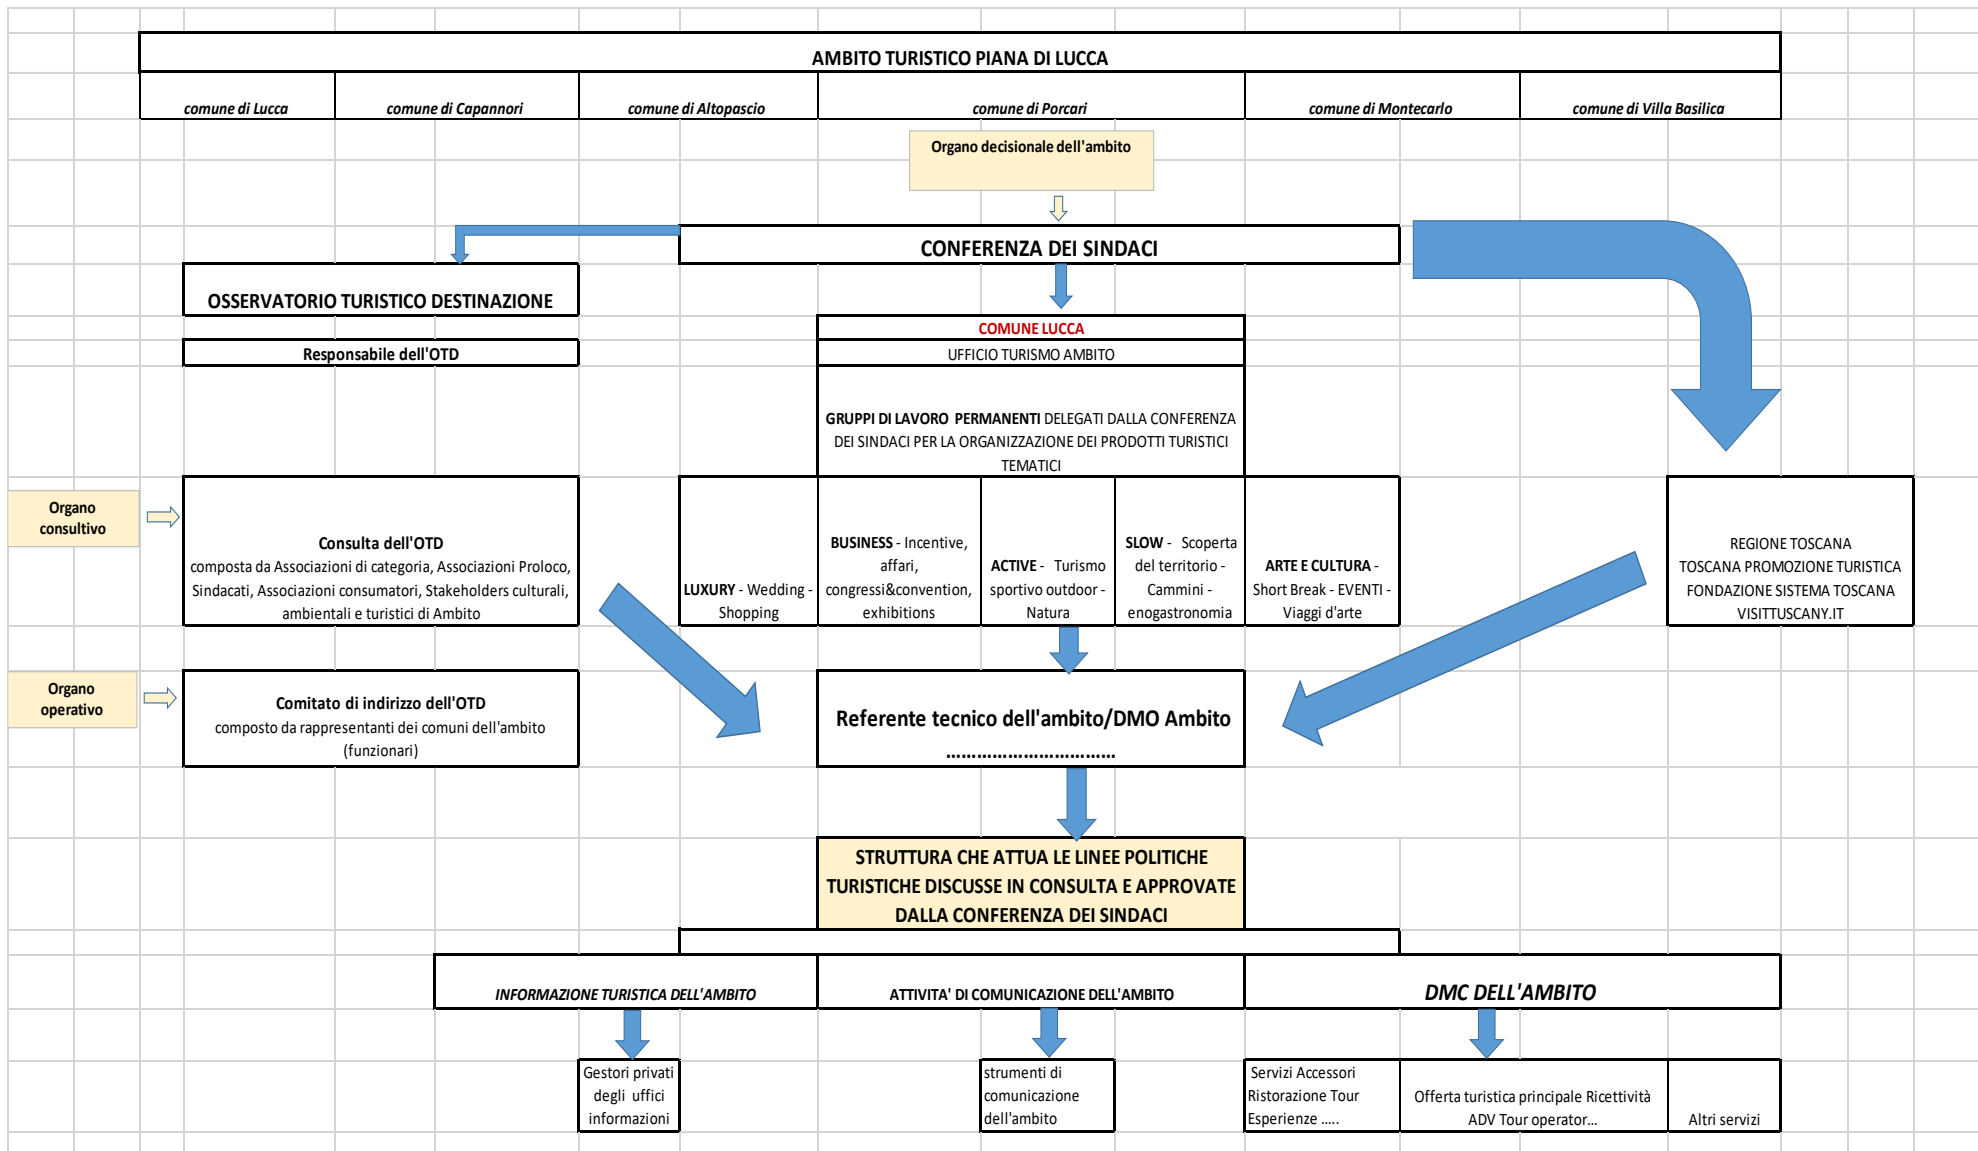 AMBITO TURISTICO PIANA DI LUCCA
comune di Lucca
comune di Capannori
comune di Altopascio
comune di Porcari
comune di Montecarlo
comune di Villa Basilica
Organo decisionale dell'ambito
CONFERENZA DEI SINDACI
OSSERVATORIO TURISTICO DESTINAZIONE
COMUNE LUCCA
Responsabile dell'OTD
UFFICIO TURISMO AMBITO
GRUPPI DI LAVORO PERMANENTI DELEGATI DALLA CONFERENZA
DEI SINDACI PER LA ORGANIZZAZIONE DEI PRODOTTI TURISTICI
TEMATICI
Organo
consultivo
Consulta dell'OTD
composta da Associazioni di categoria, Associazioni Proloco,
Sindacati, Associazioni consumatori, Stakeholders culturali,
ambientali e turistici di Ambito
LUXURY - Wedding -
Shopping
BUSINESS - Incentive,
affari,
congressi&convention,
exhibitions
ACTIVE - Turismo
sportivo outdoor -
Natura
SLOW - Scoperta
del territorio -
Cammini -
enogastronomia
ARTE E CULTURA -
Short Break - EVENTI -
Viaggi d'arte
REGIONE TOSCANA
TOSCANA PROMOZIONE TURISTICA
FONDAZIONE SISTEMA TOSCANA
VISITTUSCANY.IT
Organo
operativo
Comitato di indirizzo dell'OTD
composto da rappresentanti dei comuni dell'ambito
(funzionari)
Referente tecnico dell'ambito/DMO Ambito
……………………………
STRUTTURA CHE ATTUA LE LINEE POLITICHE
TURISTICHE DISCUSSE IN CONSULTA E APPROVATE
DALLA CONFERENZA DEI SINDACI
INFORMAZIONE TURISTICA DELL'AMBITO
ATTIVITA' DI COMUNICAZIONE DELL'AMBITO
DMC DELL'AMBITO
Gestori privati
degli uffici
informazioni
strumenti di
comunicazione
dell'ambito
Servizi Accessori
Ristorazione Tour
Esperienze .....
Offerta turistica principale Ricettività
ADV Tour operator...
Altri servizi